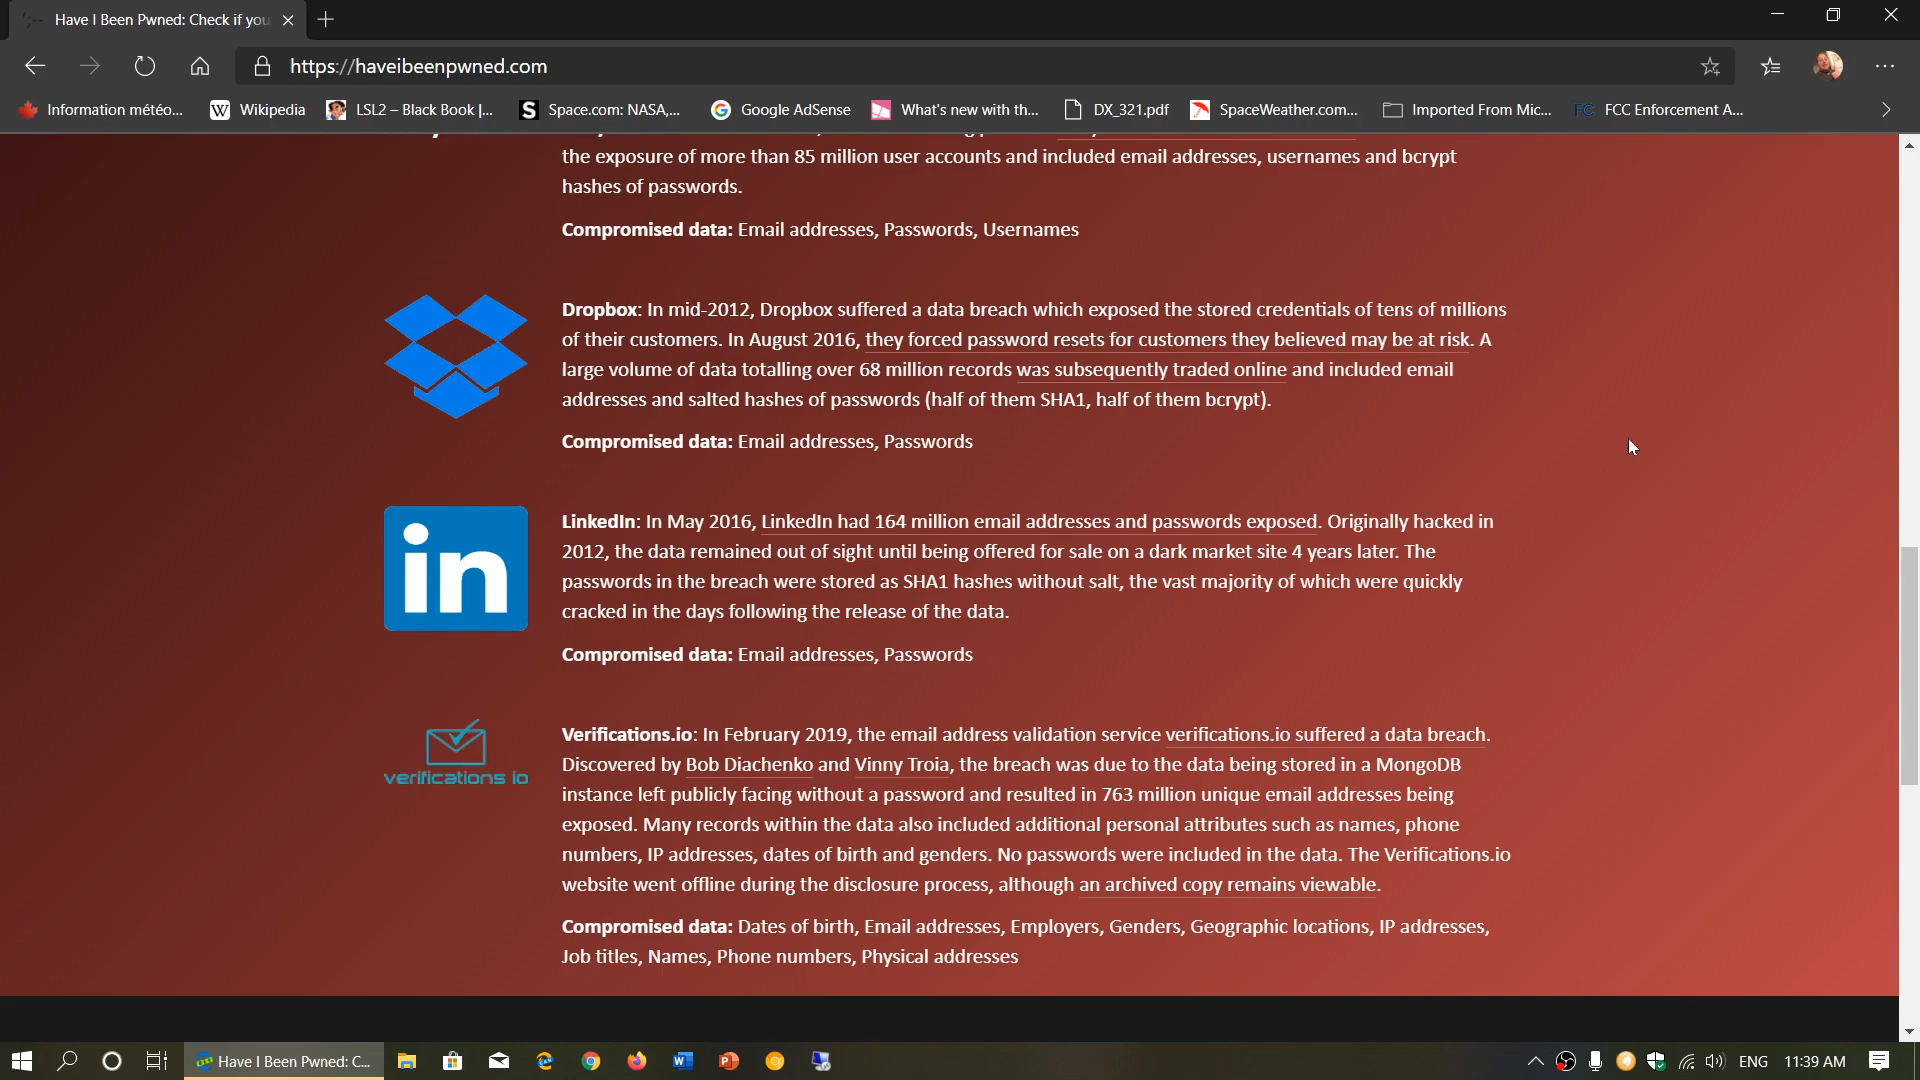 Have I Been Pwned: Check if you
https://haveibeenpwned.com
Information météo... Wikipedia LSL2 – Black Book |... Space.com: NASA,... Google AdSense What's new with th... DX_321.pdf SpaceWeather.com... Imported From Mic... FC FCC Enforcement A...
the exposure of more than 85 million user accounts and included email addresses, usernames and bcrypt
hashes of passwords.
Compromised data: Email addresses, Passwords, Usernames
Dropbox: In mid-2012, Dropbox suffered a data breach which exposed the stored credentials of tens of millions
of their customers. In August 2016, they forced password resets for customers they believed may be at risk. A
large volume of data totalling over 68 million records was subsequently traded online and included email
addresses and salted hashes of passwords (half of them SHA1, half of them bcrypt).
Compromised data: Email addresses, Passwords
in
LinkedIn: In May 2016, LinkedIn had 164 million email addresses and passwords exposed. Originally hacked in
2012, the data remained out of sight until being offered for sale on a dark market site 4 years later. The
passwords in the breach were stored as SHA1 hashes without salt, the vast majority of which were quickly
cracked in the days following the release of the data.
Compromised data: Email addresses, Passwords
verifications io
Verifications.io: In February 2019, the email address validation service verifications.io suffered a data breach.
Discovered by Bob Diachenko and Vinny Troia, the breach was due to the data being stored in a MongoDB
instance left publicly facing without a password and resulted in 763 million unique email addresses being
exposed. Many records within the data also included additional personal attributes such as names, phone
numbers, IP addresses, dates of birth and genders. No passwords were included in the data. The Verifications.io
website went offline during the disclosure process, although an archived copy remains viewable.
Compromised data: Dates of birth, Email addresses, Employers, Genders, Geographic locations, IP addresses,
Job titles, Names, Phone numbers, Physical addresses
Have I Been Pwned: C... ENG 11:39 AM